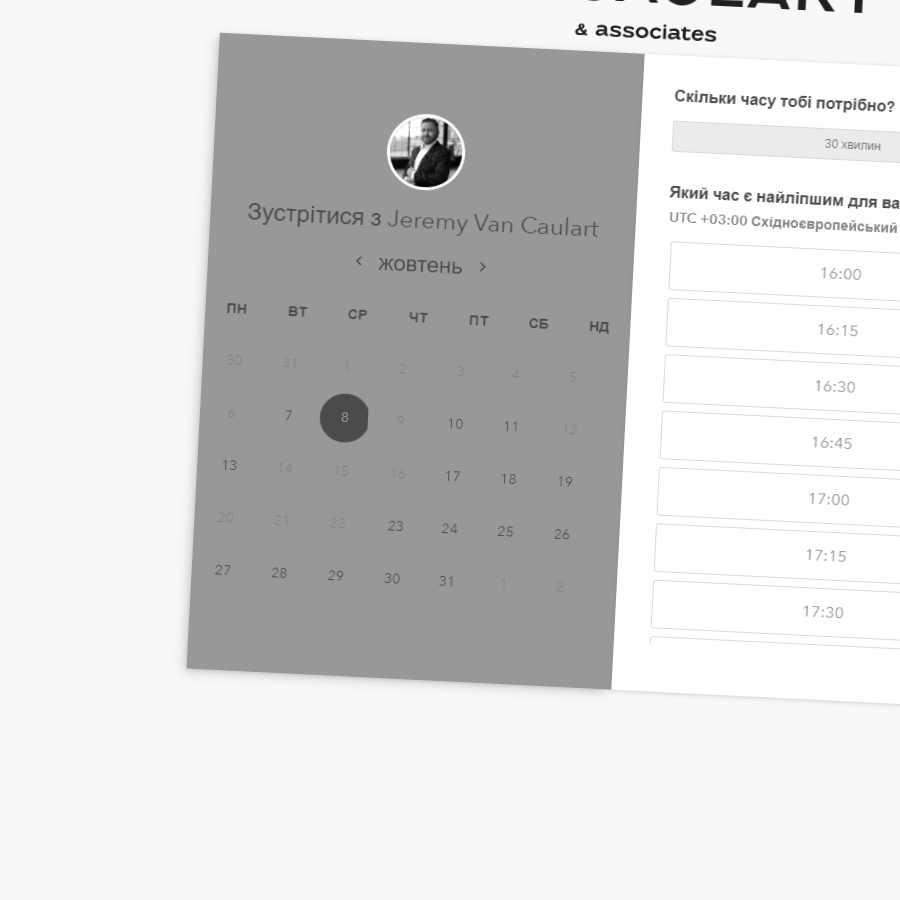 & associates
Зустрітися з Jeremy Van Caulart
жовтень
ПН ВТ СР ЧТ ПТ СБ НД
30 31 1 2 3 4 5
6 7 8 9 10 11 12
13 14 15 16 17 18 19
20 21 22 23 24 25 26
27 28 29 30 31 1 2
Скільки часу тобі потрібно?
30 хвилин
Який час є найліпшим для ва
UTC +03:00 Східноєвропейський
16:00
16:15
16:30
16:45
17:00
17:15
17:30